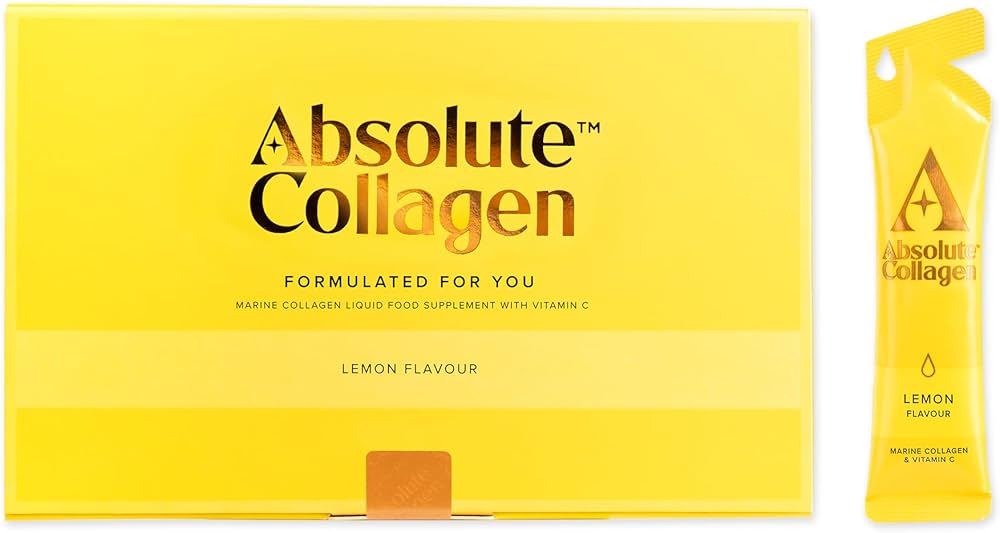 Absolute™
Collagen
FORMULATED FOR YOU
MARINE COLLAGEN LIQUID FOOD SUPPLEMENT WITH VITAMIN C
LEMON FLAVOUR
Absolute™
Collagen
LEMON
FLAVOUR
MARINE COLLAGEN
& VITAMIN C